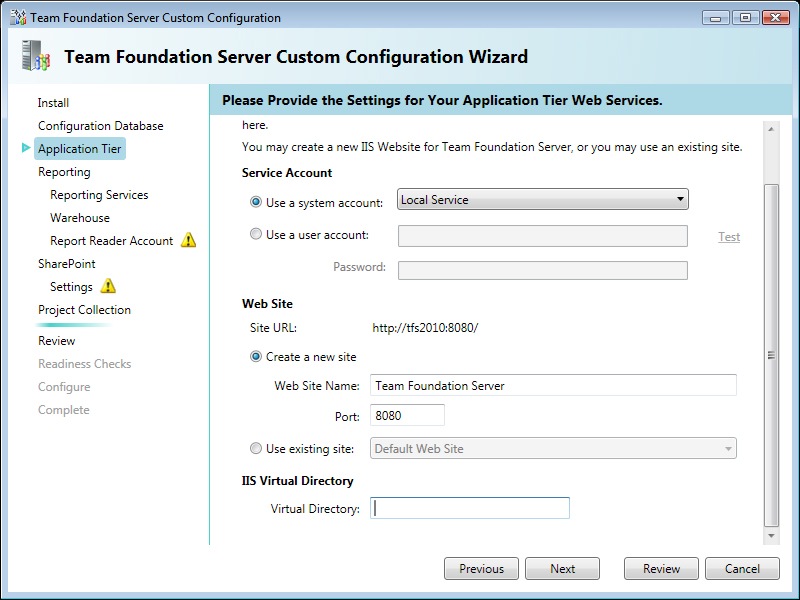 Team Foundation Server Custom Configuration
Team Foundation Server Custom Configuration Wizard
Install
Configuration Database
Application Tier
Reporting
Reporting Services
Warehouse
Report Reader Account
SharePoint
Settings
Project Collection
Review
Readiness Checks
Configure
Complete
Please Provide the Settings for Your Application Tier Web Services.
here.
You may create a new IIS Website for Team Foundation Server, or you may use an existing site.
Service Account
Use a system account: Local Service
Use a user account: Test
Password:
Web Site
Site URL: http://tfs2010:8080/
Create a new site
Web Site Name: Team Foundation Server
Port: 8080
Use existing site: Default Web Site
IIS Virtual Directory
Virtual Directory:
Previous Next Review Cancel